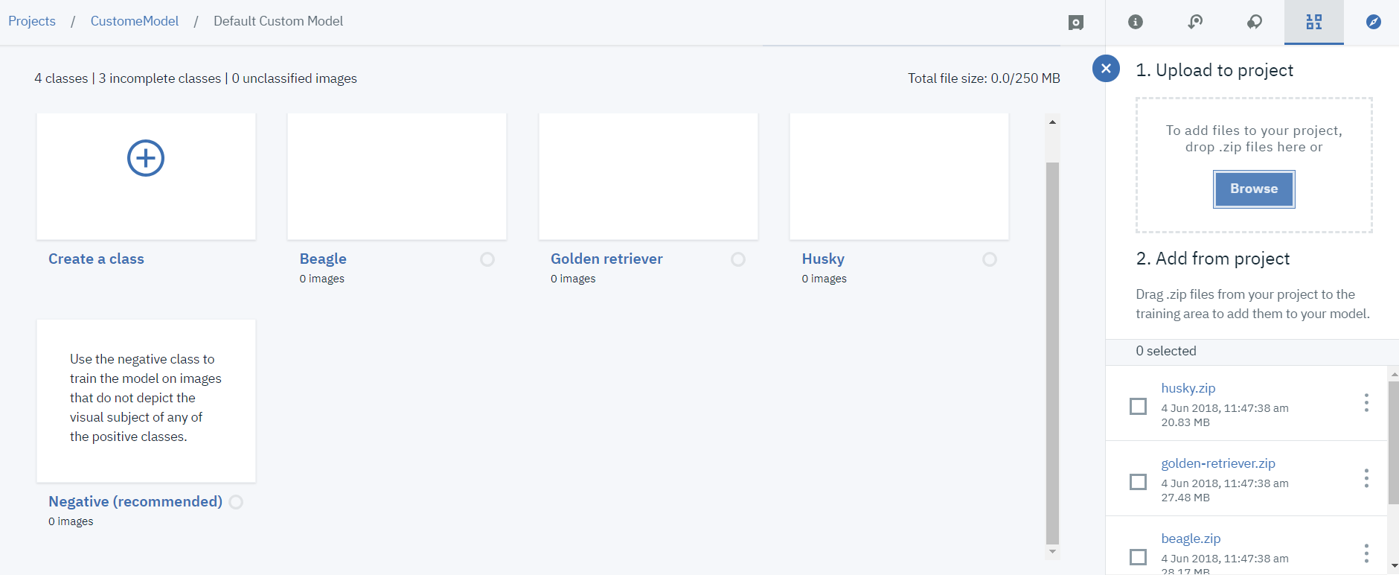 Projects / CustomeModel / Default Custom Model
4 classes | 3 incomplete classes | 0 unclassified images
Total file size: 0.0/250 MB
Create a class
Beagle
0 images
Golden retriever
0 images
Husky
0 images
Use the negative class to
train the model on images
that do not depict the
visual subject of any of
the positive classes.
Negative (recommended)
0 images
1. Upload to project
To add files to your project,
drop .zip files here or
Browse
2. Add from project
Drag .zip files from your project to the
training area to add them to your model.
0 selected
husky.zip
4 Jun 2018, 11:47:38 am
20.83 MB
golden-retriever.zip
4 Jun 2018, 11:47:38 am
27.48 MB
beagle.zip
4 Jun 2018, 11:47:38 am
28.17 MB